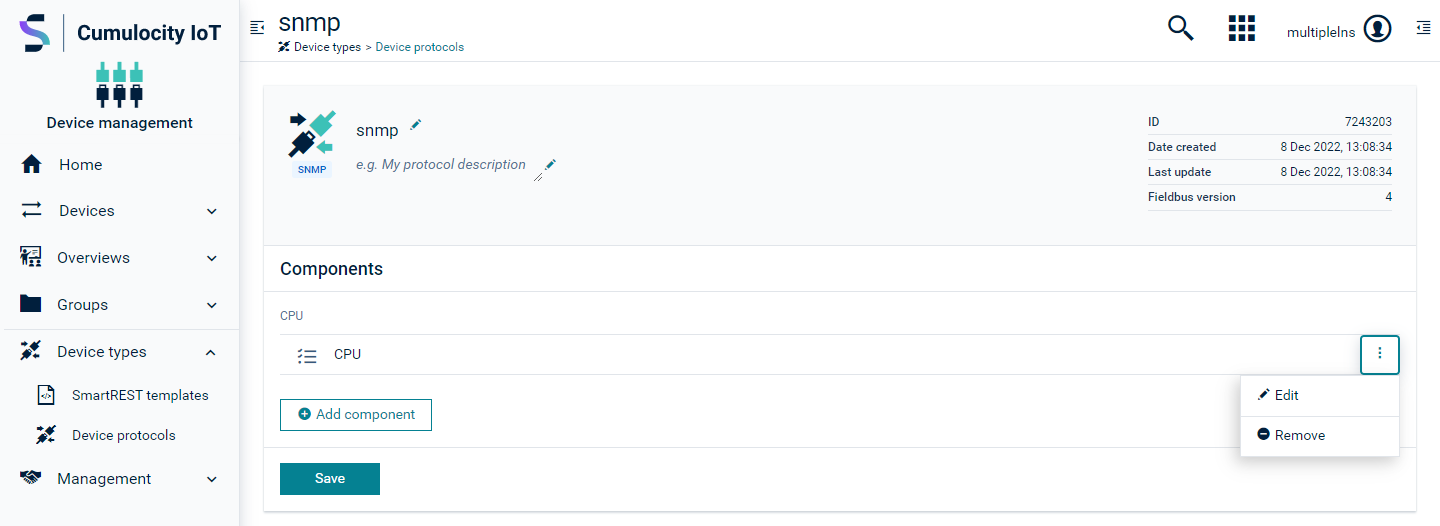 Cumulocity IoT
Device management
Home
Devices
Overviews
Groups
Device types
SmartREST templates
Device protocols
Management
snmp
Device types > Device protocols
multiplelns
SNMP
snmp
e.g. My protocol description
ID 7243203
Date created 8 Dec 2022, 13:08:34
Last update 8 Dec 2022, 13:08:34
Fieldbus version 4
Components
CPU
CPU
Edit
Remove
Add component
Save